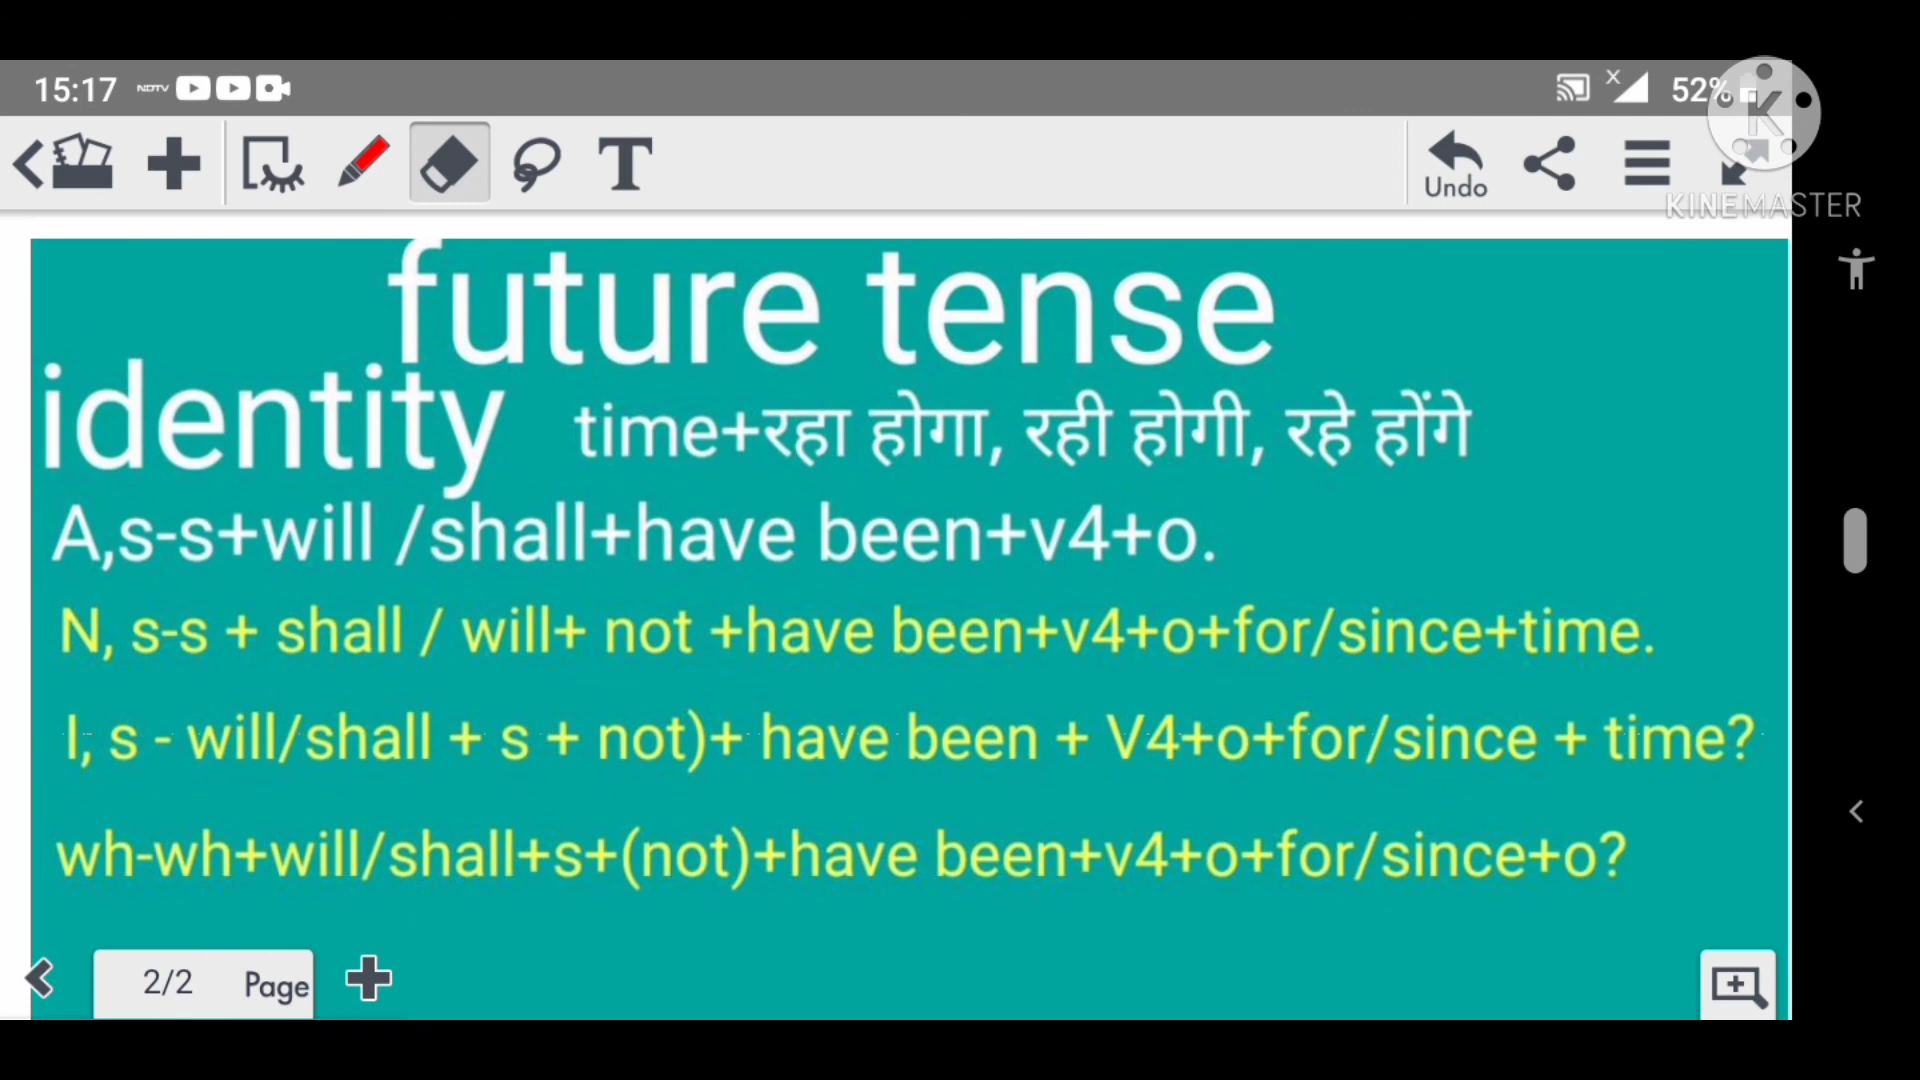 15:17 NDTV 52%
Undo
KINEMASTER
future tense
identity time+रहा होगा, रही होगी, रहे होंगे
A,s-s+will /shall+have been+v4+o.
N, s-s + shall / will+ not +have been+v4+o+for/since+time.
I, s - will/shall + s + not)+ have been + V4+o+for/since + time?
wh-wh+will/shall+s+(not)+have been+v4+o+for/since+o?
2/2 Page